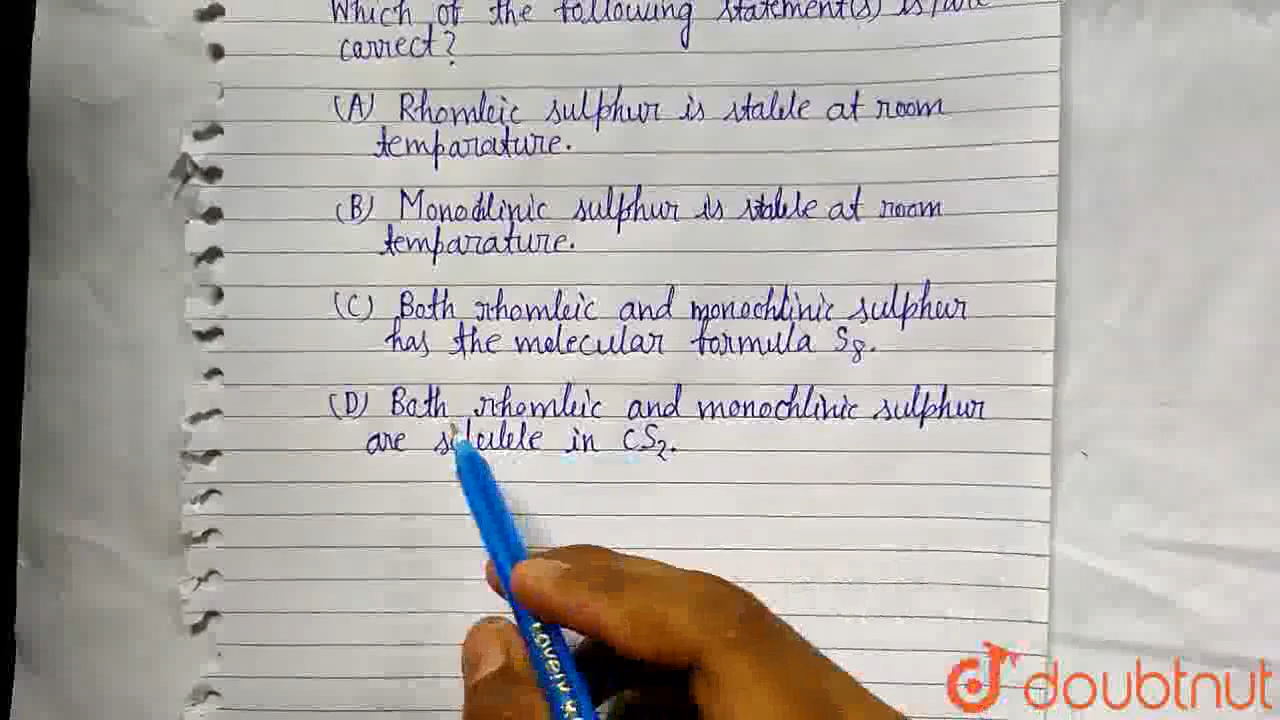 Which of the following statement(s) is/are
correct?
(A) Rhombic sulphur is stable at room
temparature.
(B) Monoclinic sulphur is stable at room
temparature.
(C) Both rhombic and monochlinic sulphur
has the molecular formula S₈.
(D) Both rhombic and monochlinic sulphur
are soluble in CS₂.
doubtnut